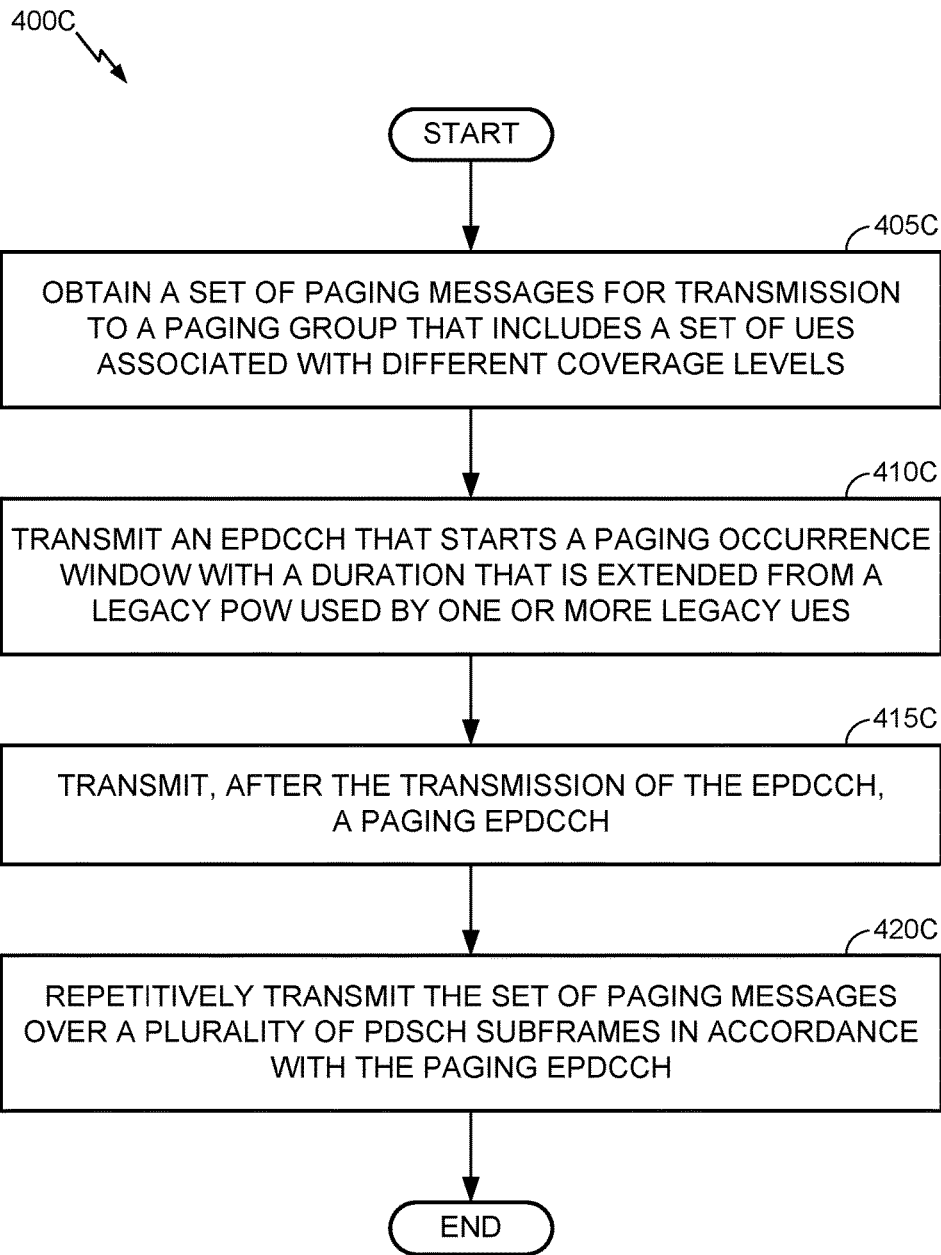 400C
START
405C
OBTAIN A SET OF PAGING MESSAGES FOR TRANSMISSION
TO A PAGING GROUP THAT INCLUDES A SET OF UES
ASSOCIATED WITH DIFFERENT COVERAGE LEVELS
410C
TRANSMIT AN EPDCCH THAT STARTS A PAGING OCCURRENCE
WINDOW WITH A DURATION THAT IS EXTENDED FROM A
LEGACY POW USED BY ONE OR MORE LEGACY UES
415C
TRANSMIT, AFTER THE TRANSMISSION OF THE EPDCCH,
A PAGING EPDCCH
420C
REPETITIVELY TRANSMIT THE SET OF PAGING MESSAGES
OVER A PLURALITY OF PDSCH SUBFRAMES IN ACCORDANCE
WITH THE PAGING EPDCCH
END